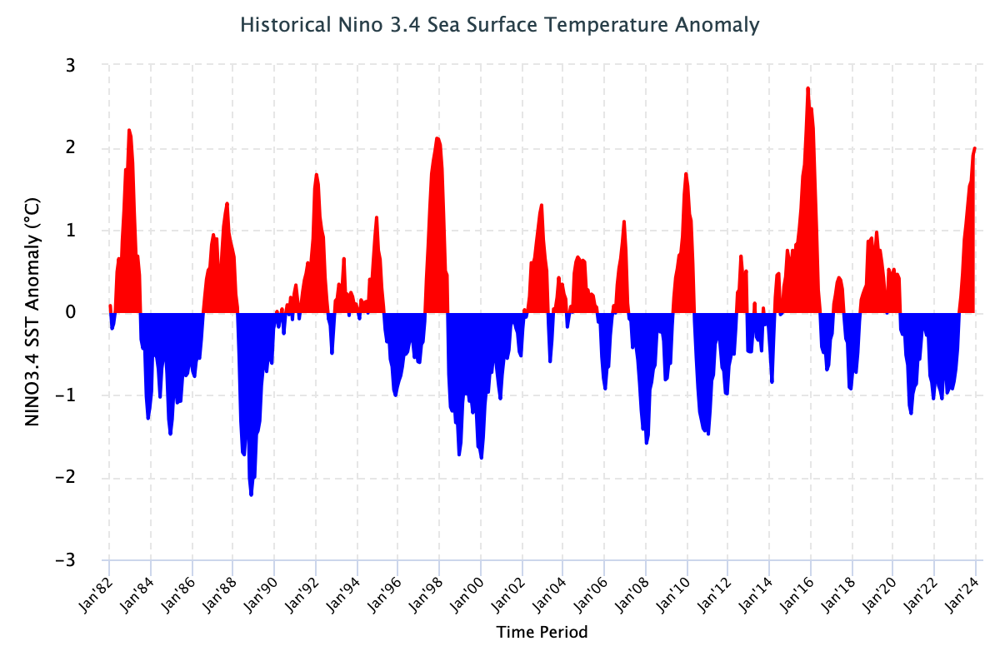 Historical Nino 3.4 Sea Surface Temperature Anomaly
NINO3.4 SST Anomaly (°C)
3
2
1
0
−1
−2
−3
Jan'82
Jan'84
Jan'86
Jan'88
Jan'90
Jan'92
Jan'94
Jan'96
Jan'98
Jan'00
Jan'02
Jan'04
Jan'06
Jan'08
Jan'10
Jan'12
Jan'14
Jan'16
Jan'18
Jan'20
Jan'22
Jan'24
Time Period